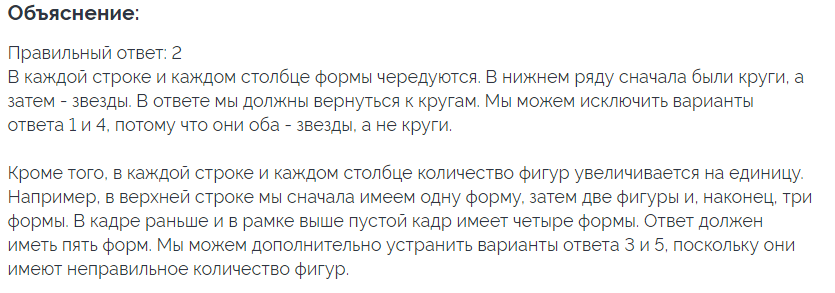 Объяснение:
Правильный ответ: 2
В каждой строке и каждом столбце формы чередуются. В нижнем ряду сначала были круги, а
затем - звезды. В ответе мы должны вернуться к кругам. Мы можем исключить варианты
ответа 1 и 4, потому что они оба - звезды, а не круги.
Кроме того, в каждой строке и каждом столбце количество фигур увеличивается на единицу.
Например, в верхней строке мы сначала имеем одну форму, затем две фигуры и, наконец, три
формы. В кадре раньше и в рамке выше пустой кадр имеет четыре формы. Ответ должен
иметь пять форм. Мы можем дополнительно устранить варианты ответа 3 и 5, поскольку они
имеют неправильное количество фигур.